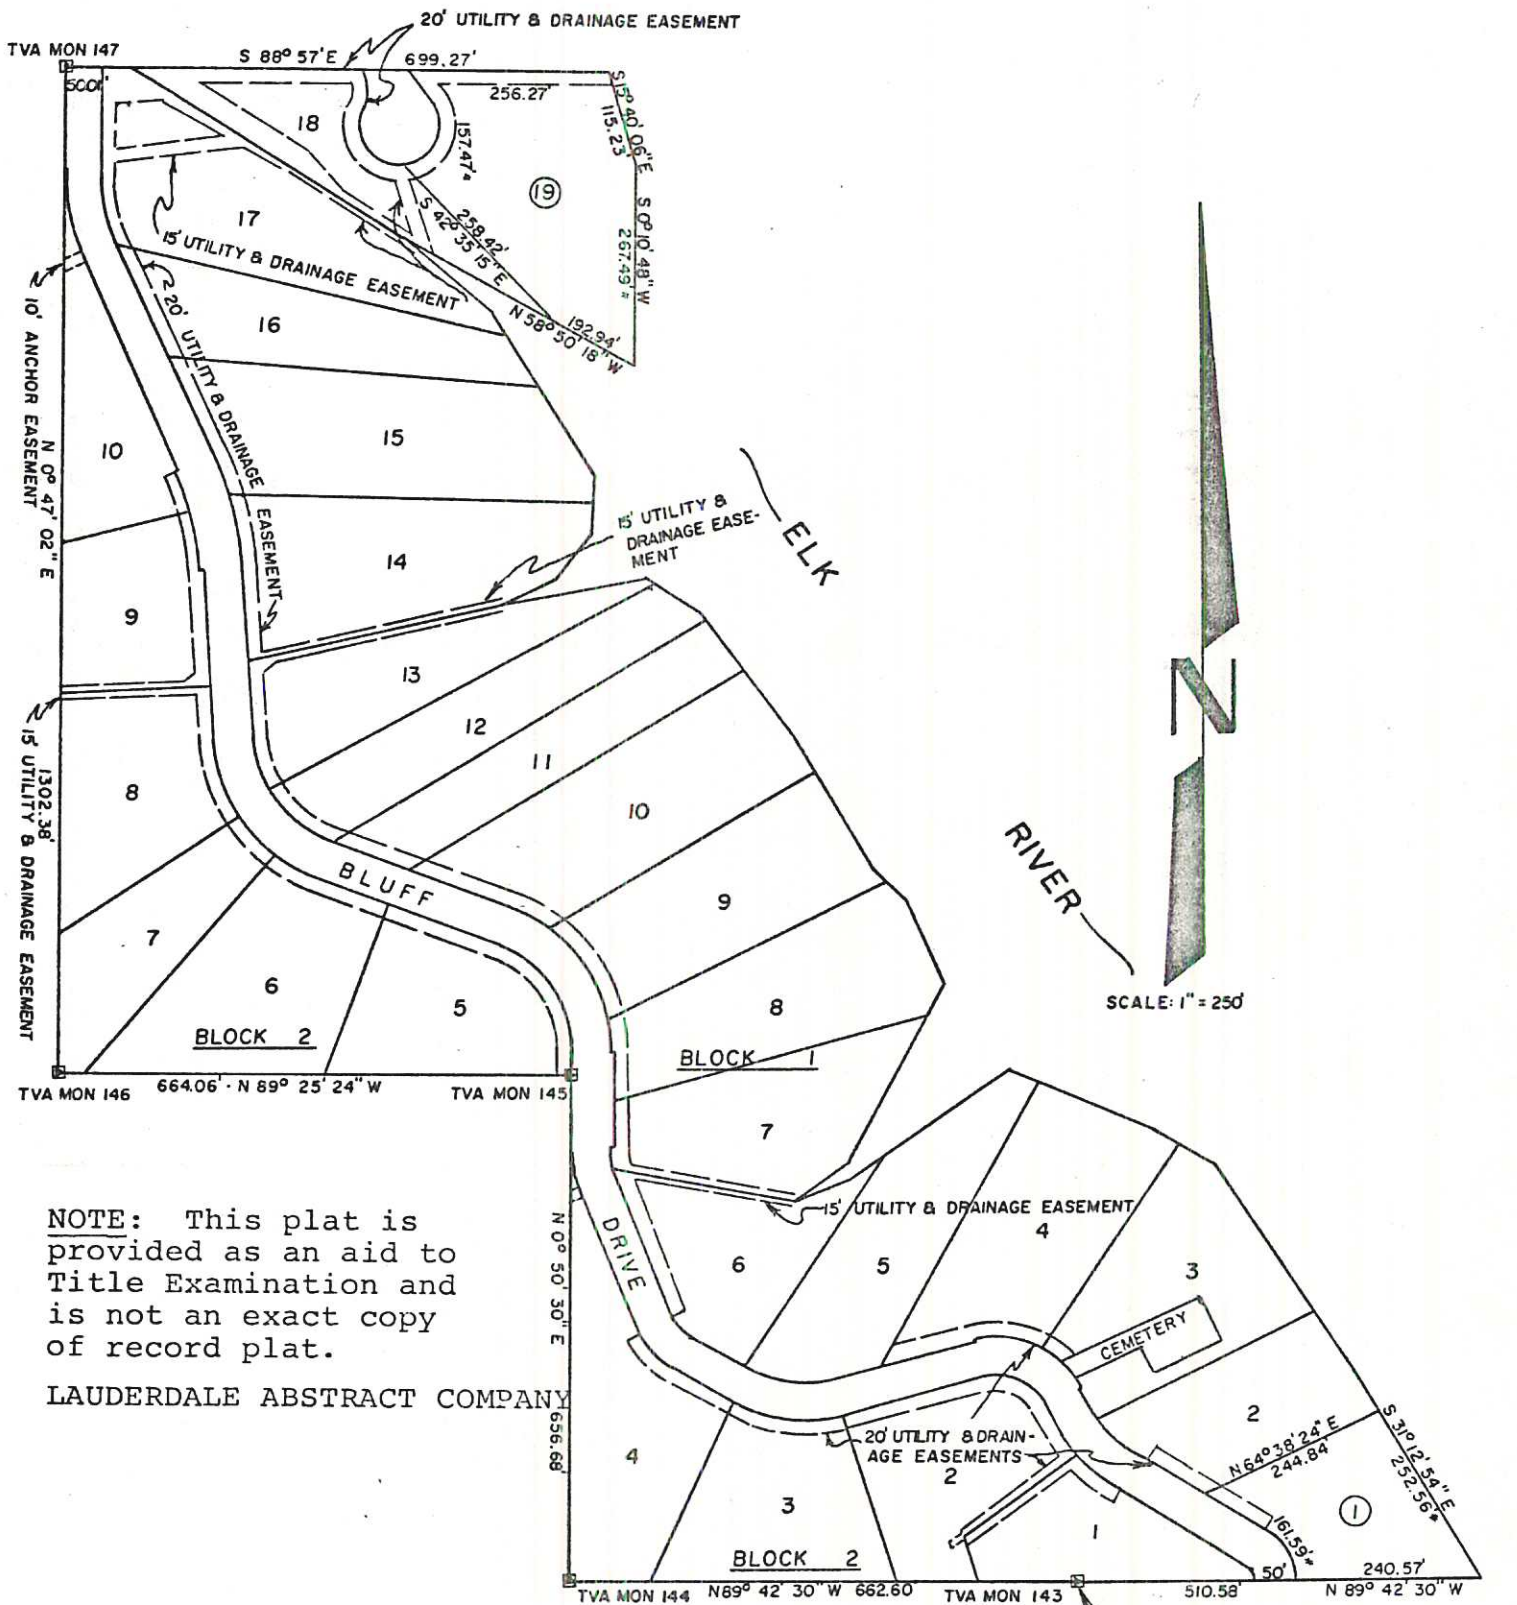 20' UTILITY & DRAINAGE EASEMENT
TVA MON 147
S 88° 57' E 699.27'
50.01'
256.27'
S 15° 40' 06" E
115.23'
18
157.47'*
19
S 0° 10' 48" W
267.49'*
258.42'
S 42° 35' 15" E
17
15' UTILITY & DRAINAGE EASEMENT
192.94'
N 58° 50' 18" W
10' ANCHOR EASEMENT
20' UTILITY & DRAINAGE EASEMENT
16
15
10
N 0° 47' 02" E
14
15' UTILITY &
DRAINAGE EASE-
MENT
ELK
9
13
12
11
10
8
1302.38'
15' UTILITY & DRAINAGE EASEMENT
BLUFF
9
RIVER
N
7
6
5
8
BLOCK 2
BLOCK 1
SCALE: 1" = 250'
TVA MON 146
664.06' - N 89° 25' 24" W
TVA MON 145
7
NOTE: This plat is
provided as an aid to
Title Examination and
is not an exact copy
of record plat.
LAUDERDALE ABSTRACT COMPANY
15' UTILITY & DRAINAGE EASEMENT
DRIVE
N 0° 50' 30" E
656.68'
6
5
4
3
CEMETERY
2
N 64° 38' 24" E
244.84'
S 31° 12' 54" E
252.56'*
20' UTILITY & DRAIN-
AGE EASEMENTS
4
3
2
1
1
161.59'*
BLOCK 2
50'
240.57'
TVA MON 144
N 89° 42' 30" W 662.60
TVA MON 143
510.58'
N 89° 42' 30" W